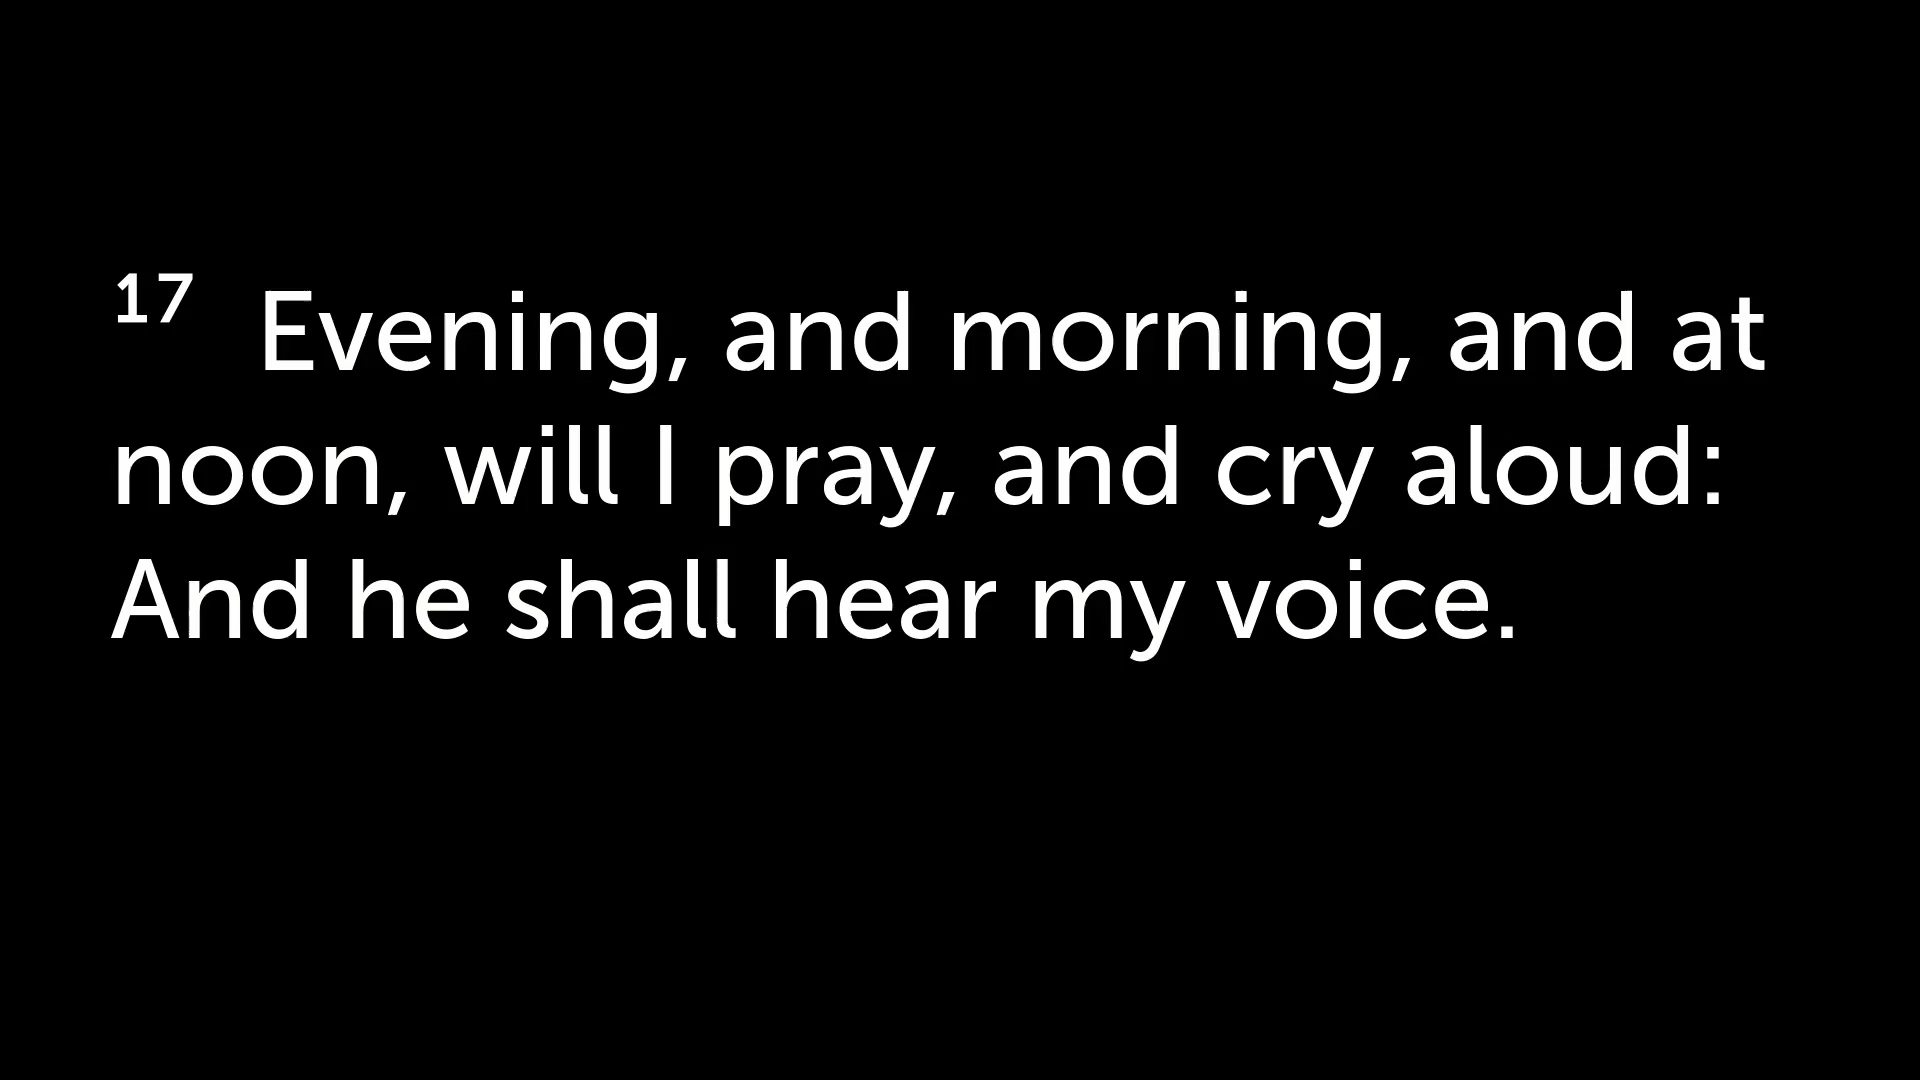 17 Evening, and morning, and at
noon, will I pray, and cry aloud:
And he shall hear my voice.